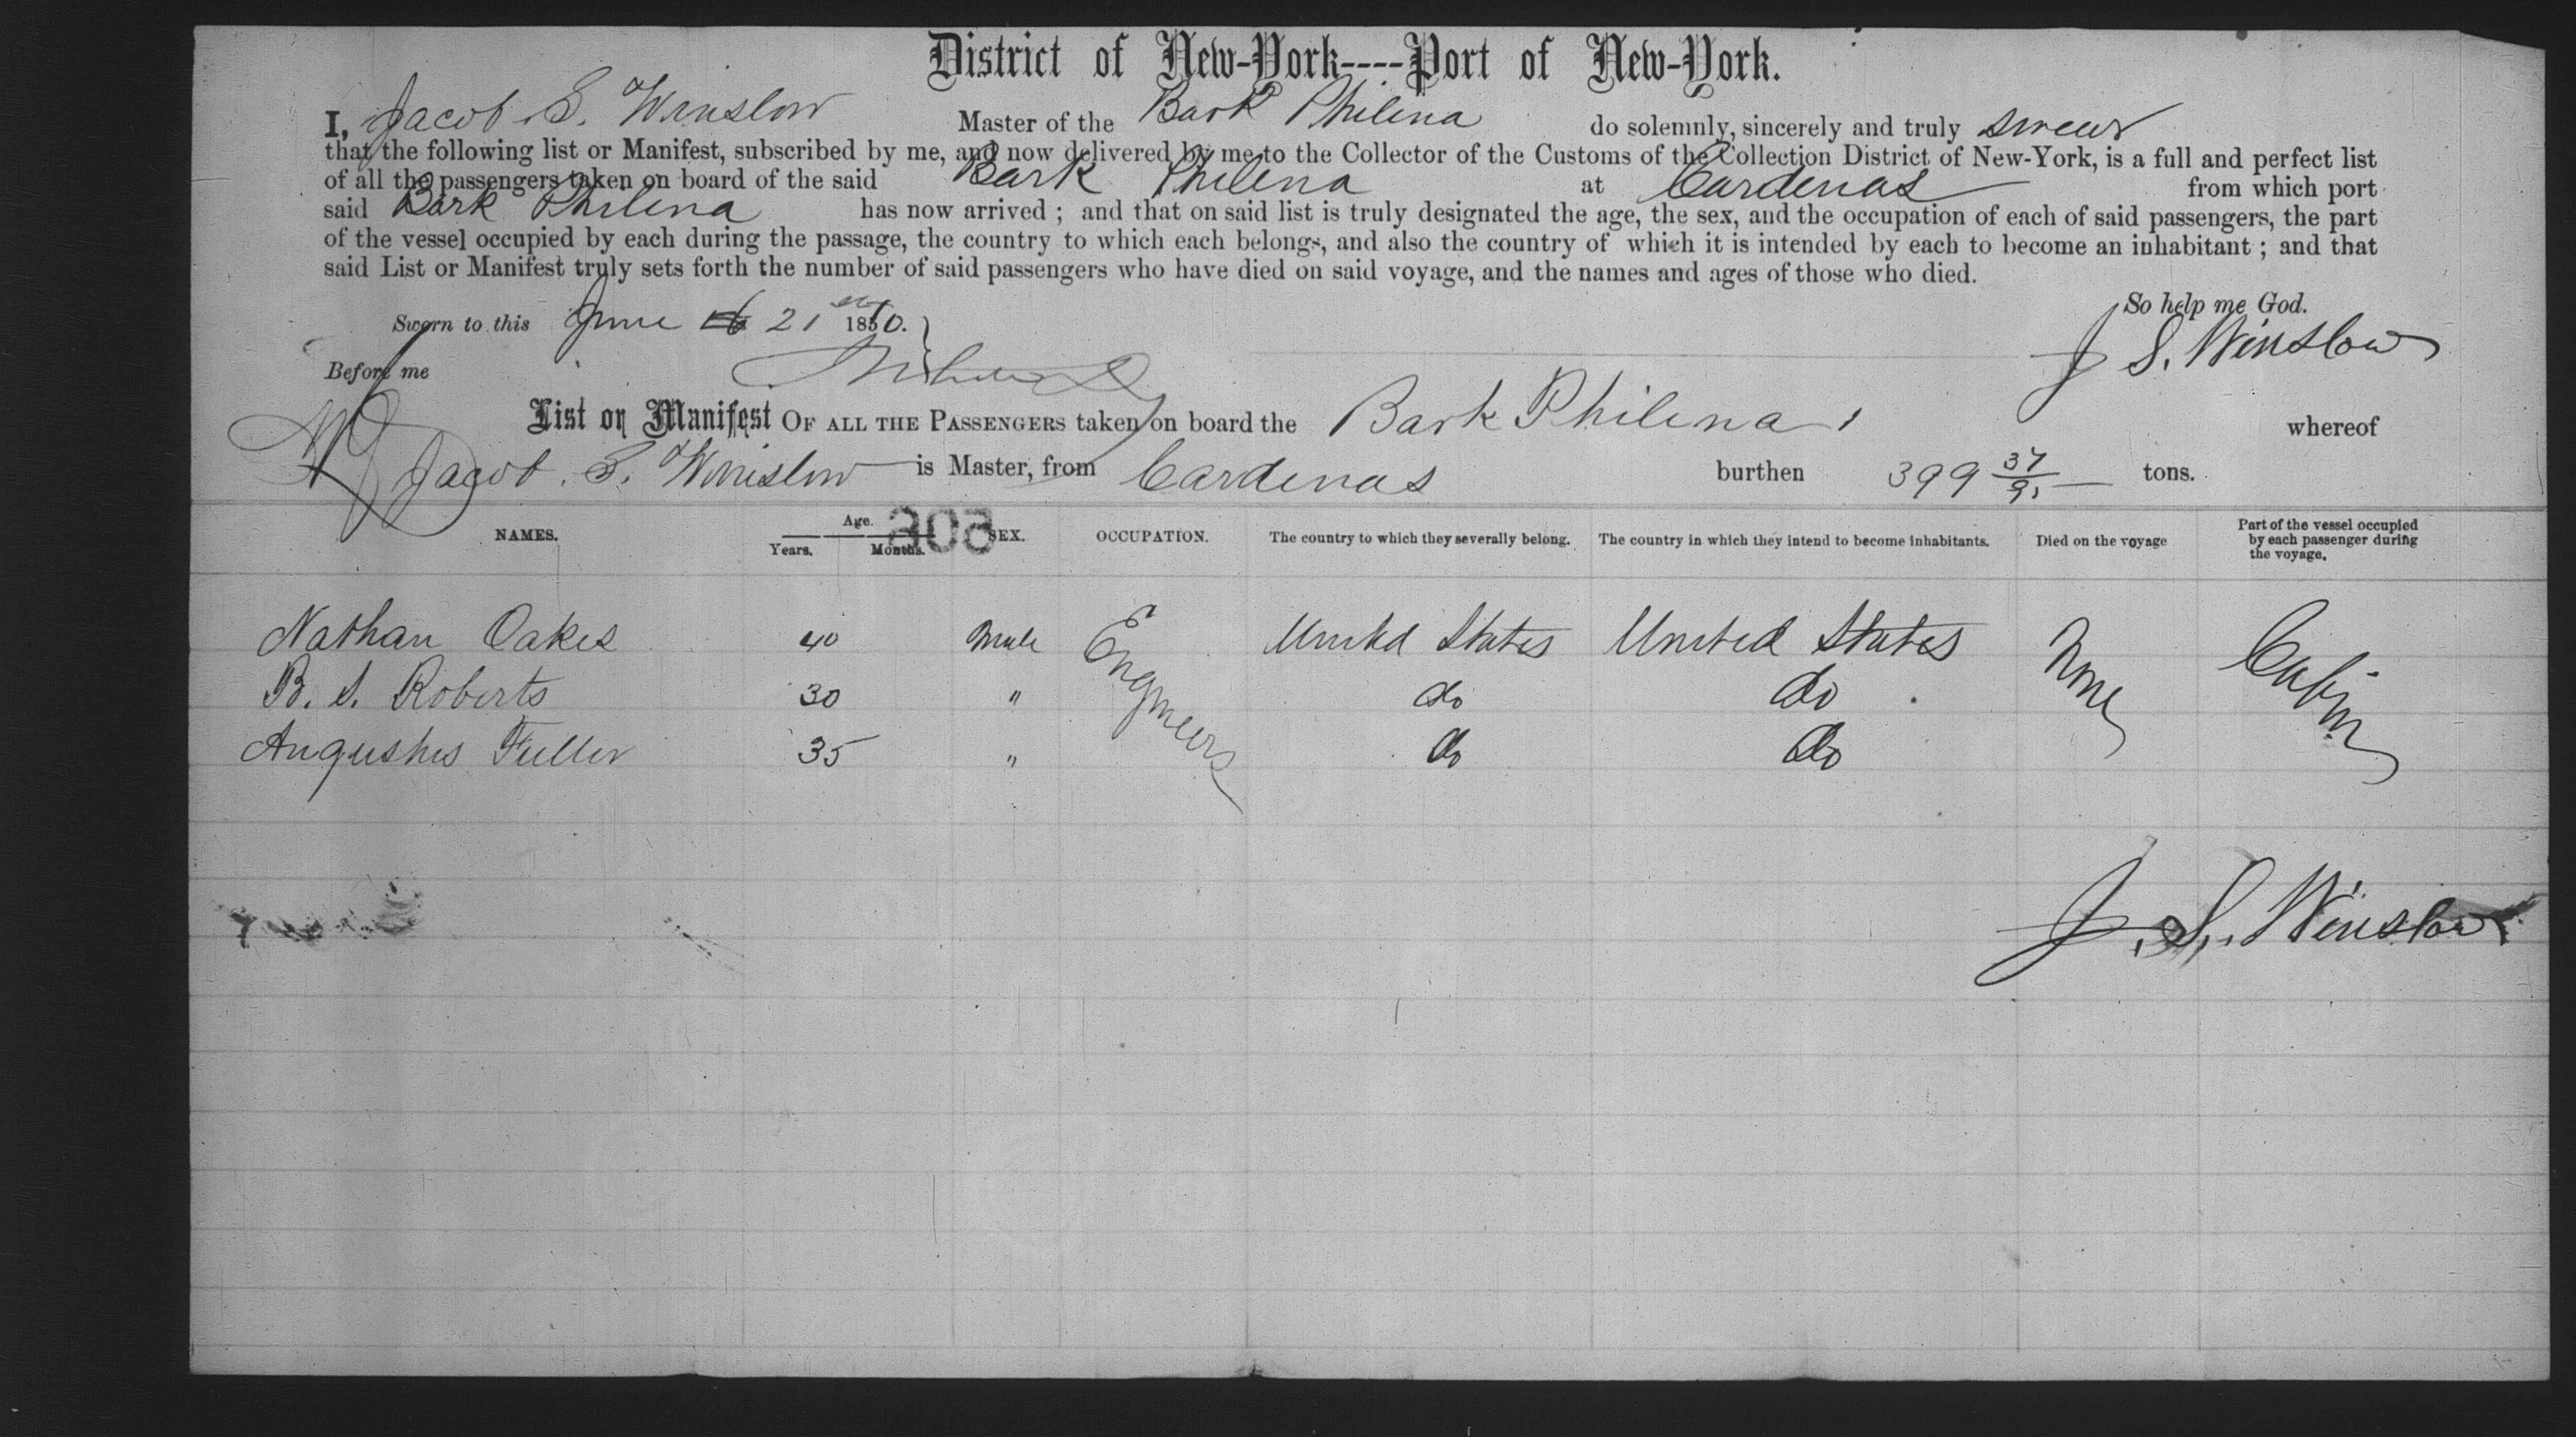 District of New-York----Port of New-York.
I, Jacob S. Winslow Master of the Bark Philena do solemnly, sincerely and truly swear
that the following list or Manifest, subscribed by me, and now delivered by me to the Collector of the Customs of the Collection District of New-York, is a full and perfect list
of all the passengers taken on board of the said Bark Philena at Cardenas from which port
said Bark Philena has now arrived ; and that on said list is truly designated the age, the sex, and the occupation of each of said passengers, the part
of the vessel occupied by each during the passage, the country to which each belongs, and also the country of which it is intended by each to become an inhabitant ; and that
said List or Manifest truly sets forth the number of said passengers who have died on said voyage, and the names and ages of those who died.
So help me God.
Sworn to this June 21 1860.
J S. Winslow
Before me
List or Manifest OF ALL THE PASSENGERS taken on board the Bark Philena, whereof
Jacob. S. Winslow is Master, from Cardenas burthen 399 37/95 tons.
NAMES. Age. Years. Months. 308 SEX. OCCUPATION. The country to which they severally belong. The country in which they intend to become inhabitants. Died on the voyage Part of the vessel occupied by each passenger during the voyage.
Nathan Oakes 40 Male Engineers United States United States None Cabin
B. S. Roberts 30 " do do
Augustus Fuller 35 " do do
J. S. Winslow